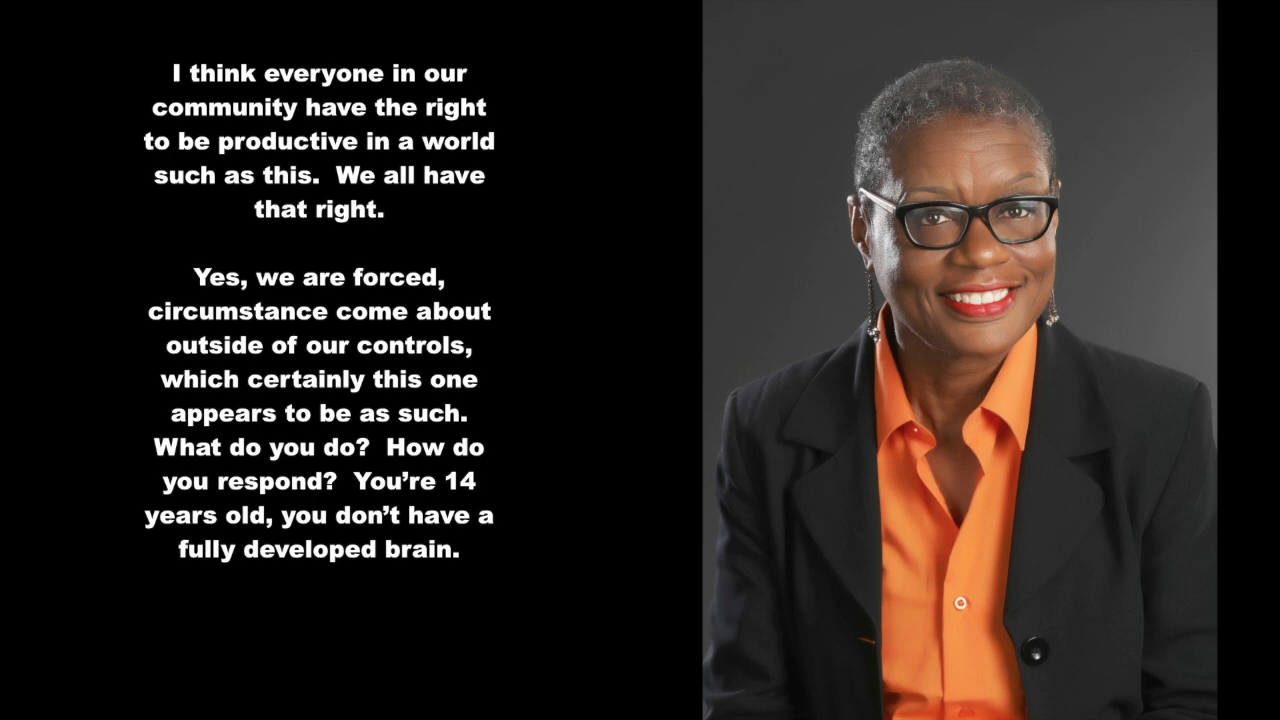 I think everyone in our
community have the right
to be productive in a world
such as this.  We all have
that right.
Yes, we are forced,
circumstance come about
outside of our controls,
which certainly this one
appears to be as such.
What do you do?  How do
you respond?  You’re 14
years old, you don’t have a
fully developed brain.